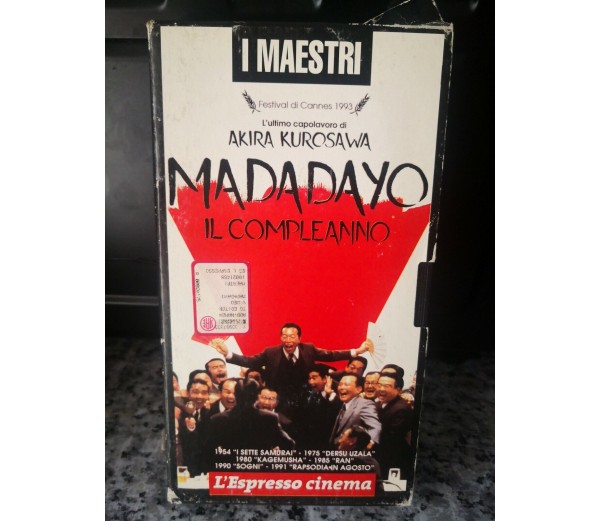 I MAESTRI
Festival di Cannes 1993
L'ultimo capolavoro di
AKIRA KUROSAWA
MADADAYO
IL COMPLEANNO
1954 "I SETTE SAMURAI" - 1975 "DERSU UZALA"
1980 "KAGEMUSHA" - 1985 "RAN"
1990 "SOGNI" - 1991 "RAPSODIA IN AGOSTO"
L'Espresso cinema